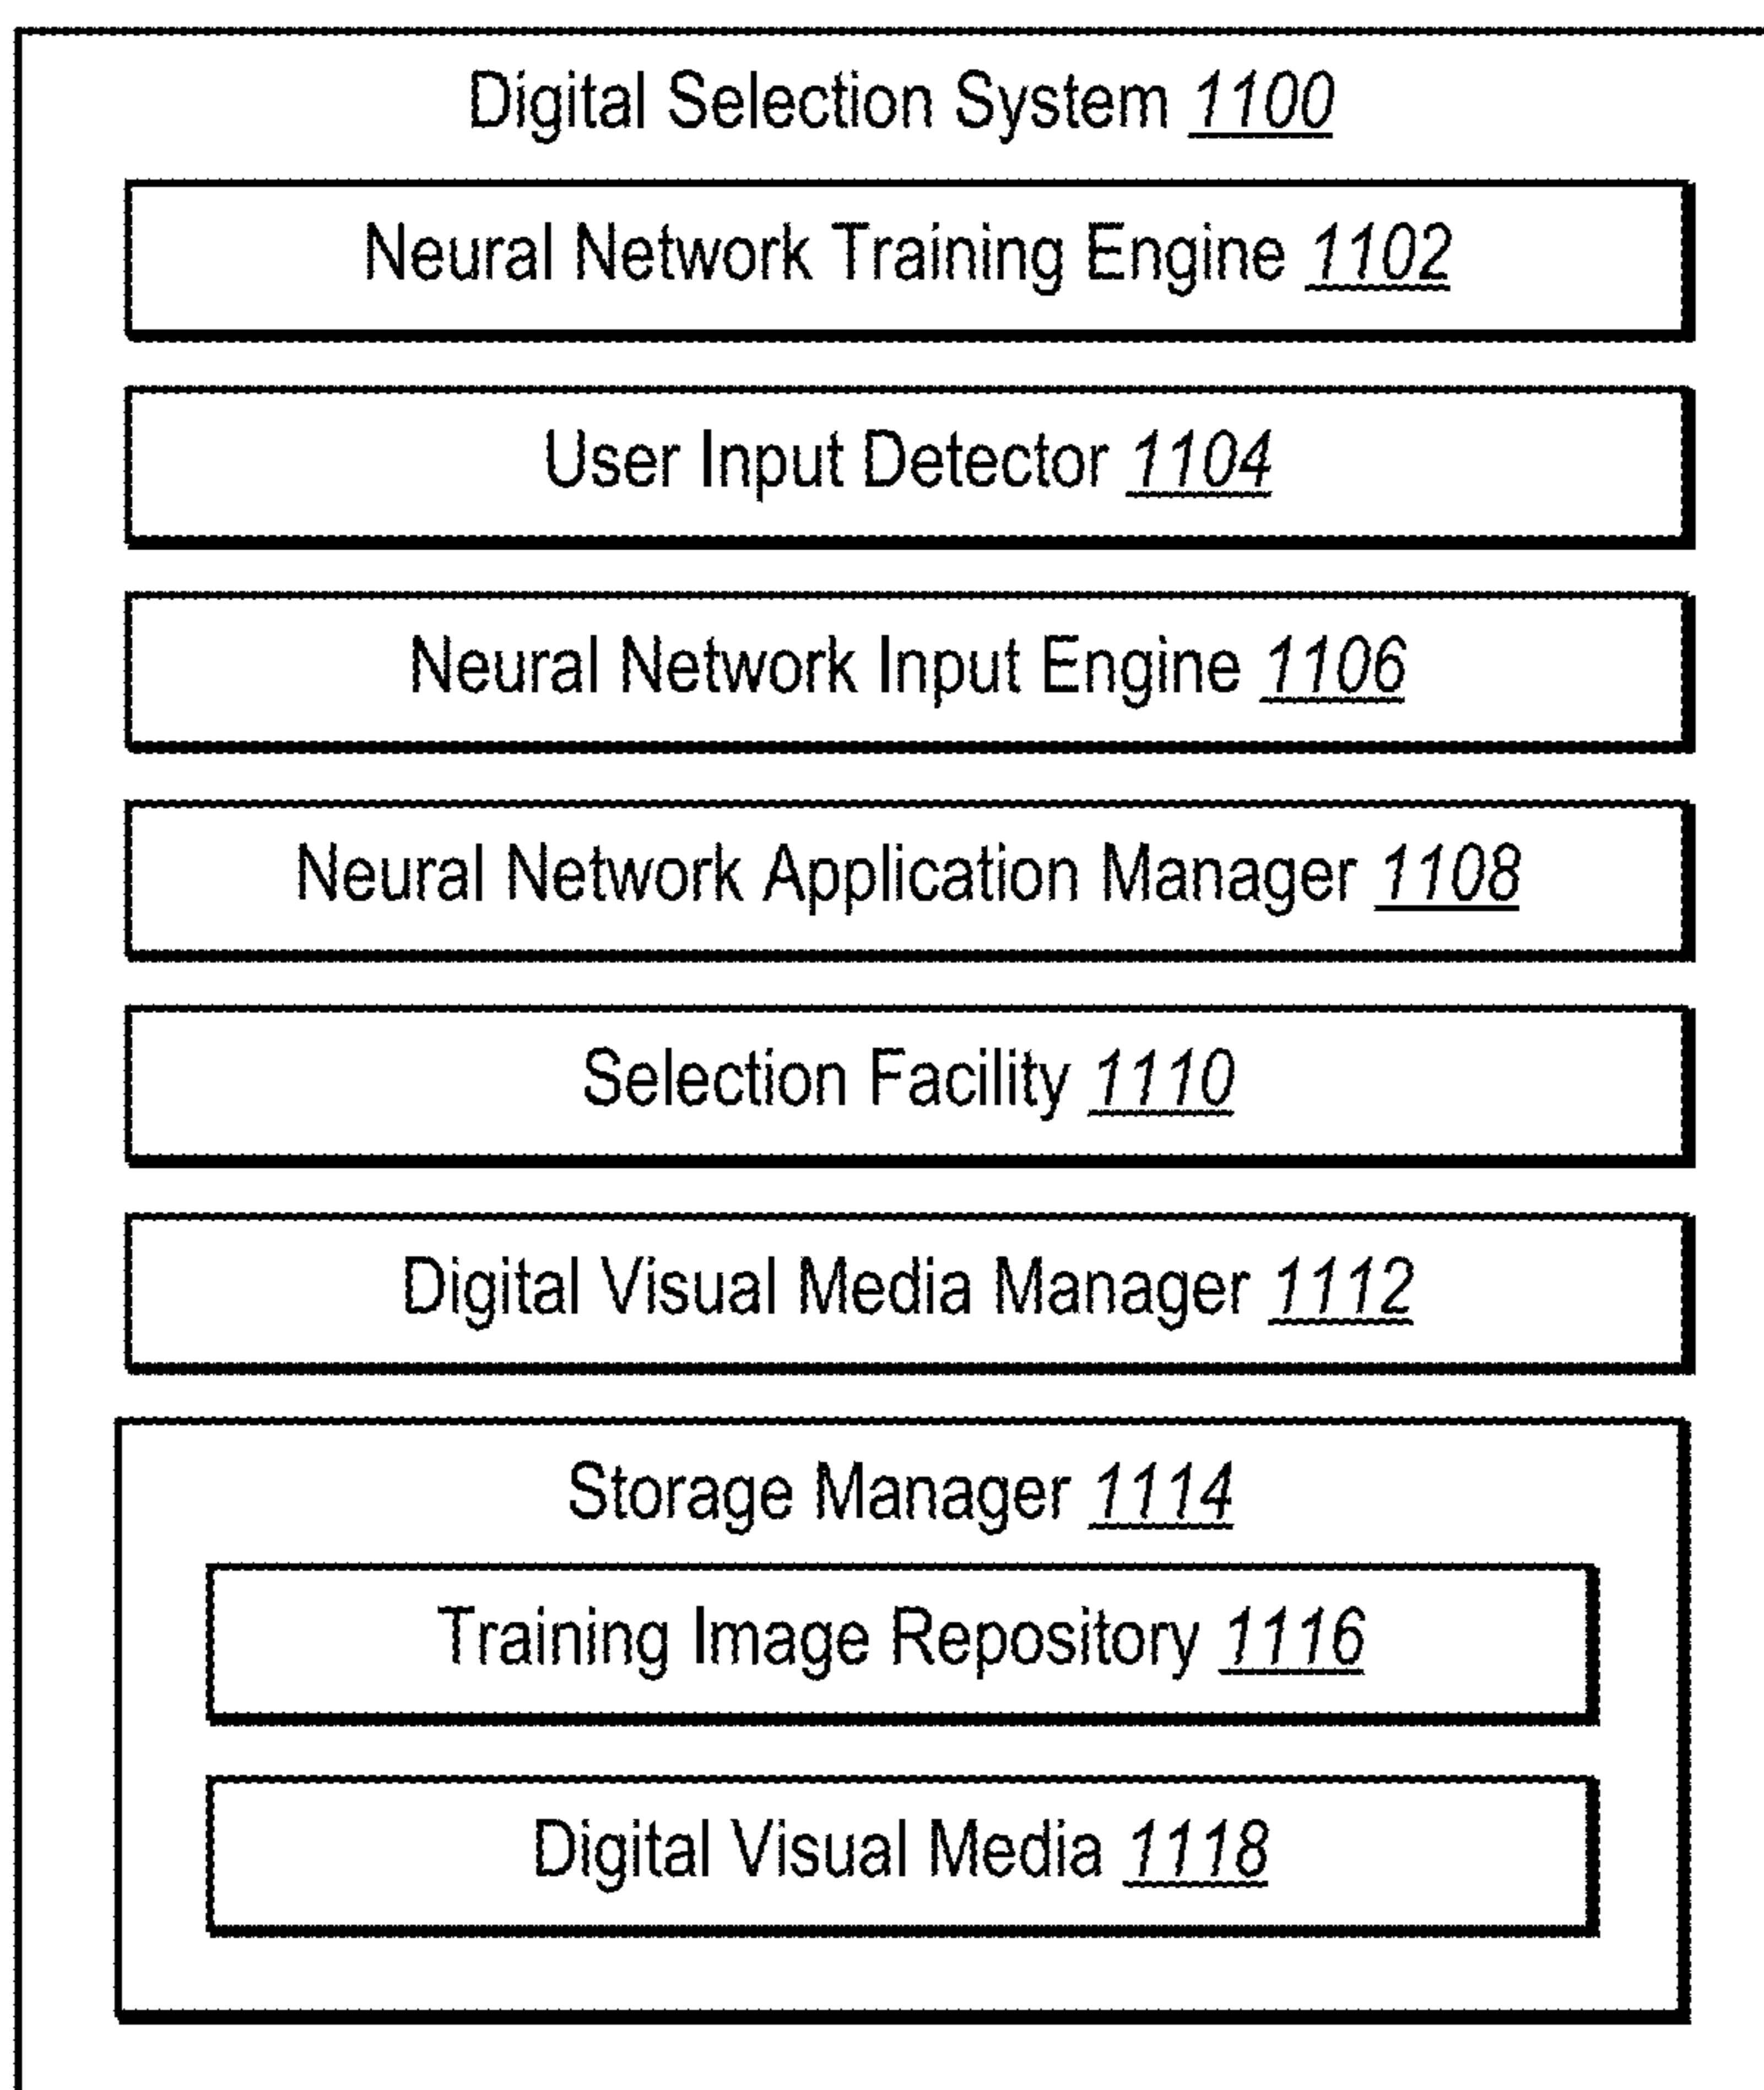 Digital Selection System 1100
Neural Network Training Engine 1102
User Input Detector 1104
Neural Network Input Engine 1106
Neural Network Application Manager 1108
Selection Facility 1110
Digital Visual Media Manager 1112
Storage Manager 1114
Training Image Repository 1116
Digital Visual Media 1118